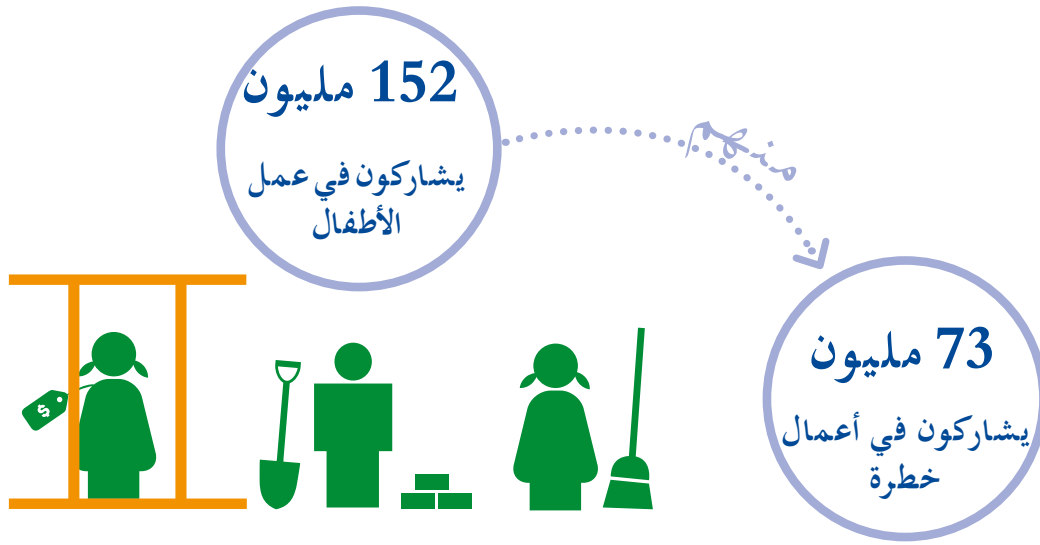 152 مليون
يشاركون في عمل
الأطفال
منهم
73 مليون
يشاركون في أعمال
خطرة
$